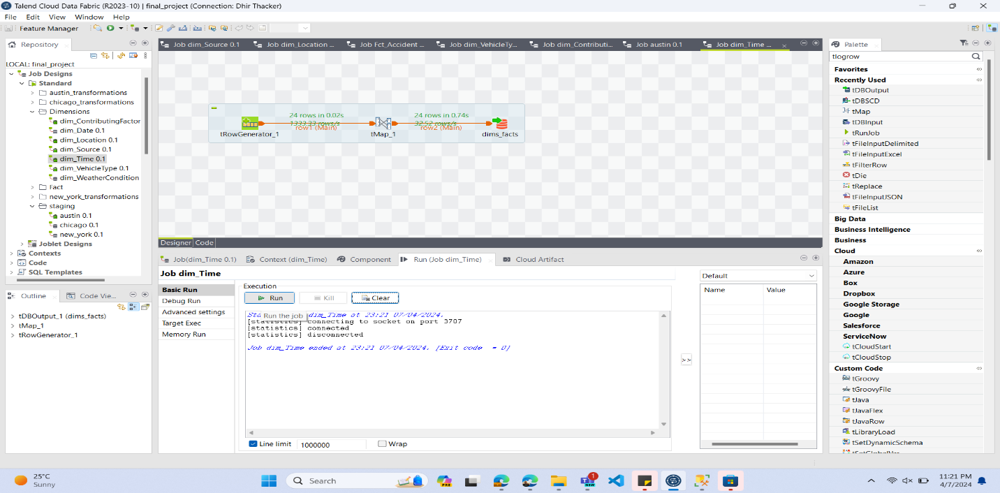 Talend Cloud Data Fabric (R2023-10) | final_project (Connection: Dhir Thacker)
File Edit View Window Help
Feature Manager
Repository
LOCAL: final_project
Job Designs
Standard
austin_transformations
chicago_transformations
Dimensions
dim_ContributingFactor
dim_Date 0.1
dim_Location 0.1
dim_Source 0.1
dim_Time 0.1
dim_VehicleType 0.1
dim_WeatherCondition
Fact
new_york_transformations
staging
austin 0.1
chicago 0.1
new_york 0.1
Joblet Designs
Contexts
Code
SQL Templates
Outline Code Vie...
tDBOutput_1 (dims_facts)
tMap_1
tRowGenerator_1
Job dim_Source 0.1 Job dim_Location ... Job Fct_Accident ... Job dim_VehicleTy... Job dim_Contributi... Job austin 0.1 Job dim_Time ...
24 rows in 0.02s 24 rows in 0.74s
1333.33 rows/s 32.52 rows/s
row1 (Main) row2 (Main)
tRowGenerator_1 tMap_1 dims_facts
Designer Code
Job(dim_Time 0.1) Context (dim_Time) Component Run (Job dim_Time) Cloud Artifact
Job dim_Time
Basic Run
Debug Run
Advanced settings
Target Exec
Memory Run
Execution
Run Kill Clear
Run the job
dim_Time at 23:21 07/04/2024.
[statistics] connecting to socket on port 3707
[statistics] connected
[statistics] disconnected
Job dim_Time ended at 23:21 07/04/2024. [Exit code = 0]
Line limit 1000000 Wrap
>>
Default
Name Value
Palette
tlogrow
Favorites
Recently Used
tDBOutput
tDBSCD
tMap
tDBInput
tRunJob
tFileInputDelimited
tFileInputExcel
tFilterRow
tDie
tReplace
tFileInputJSON
tFileList
Big Data
Business Intelligence
Business
Cloud
Amazon
Azure
Box
Dropbox
Google Storage
Google
Salesforce
ServiceNow
tCloudStart
tCloudStop
Custom Code
tGroovy
tGroovyFile
tJava
tJavaFlex
tJavaRow
tLibraryLoad
tSetDynamicSchema
25°C
Sunny
Search
PRE
NEW
1
11:21 PM
4/7/2024